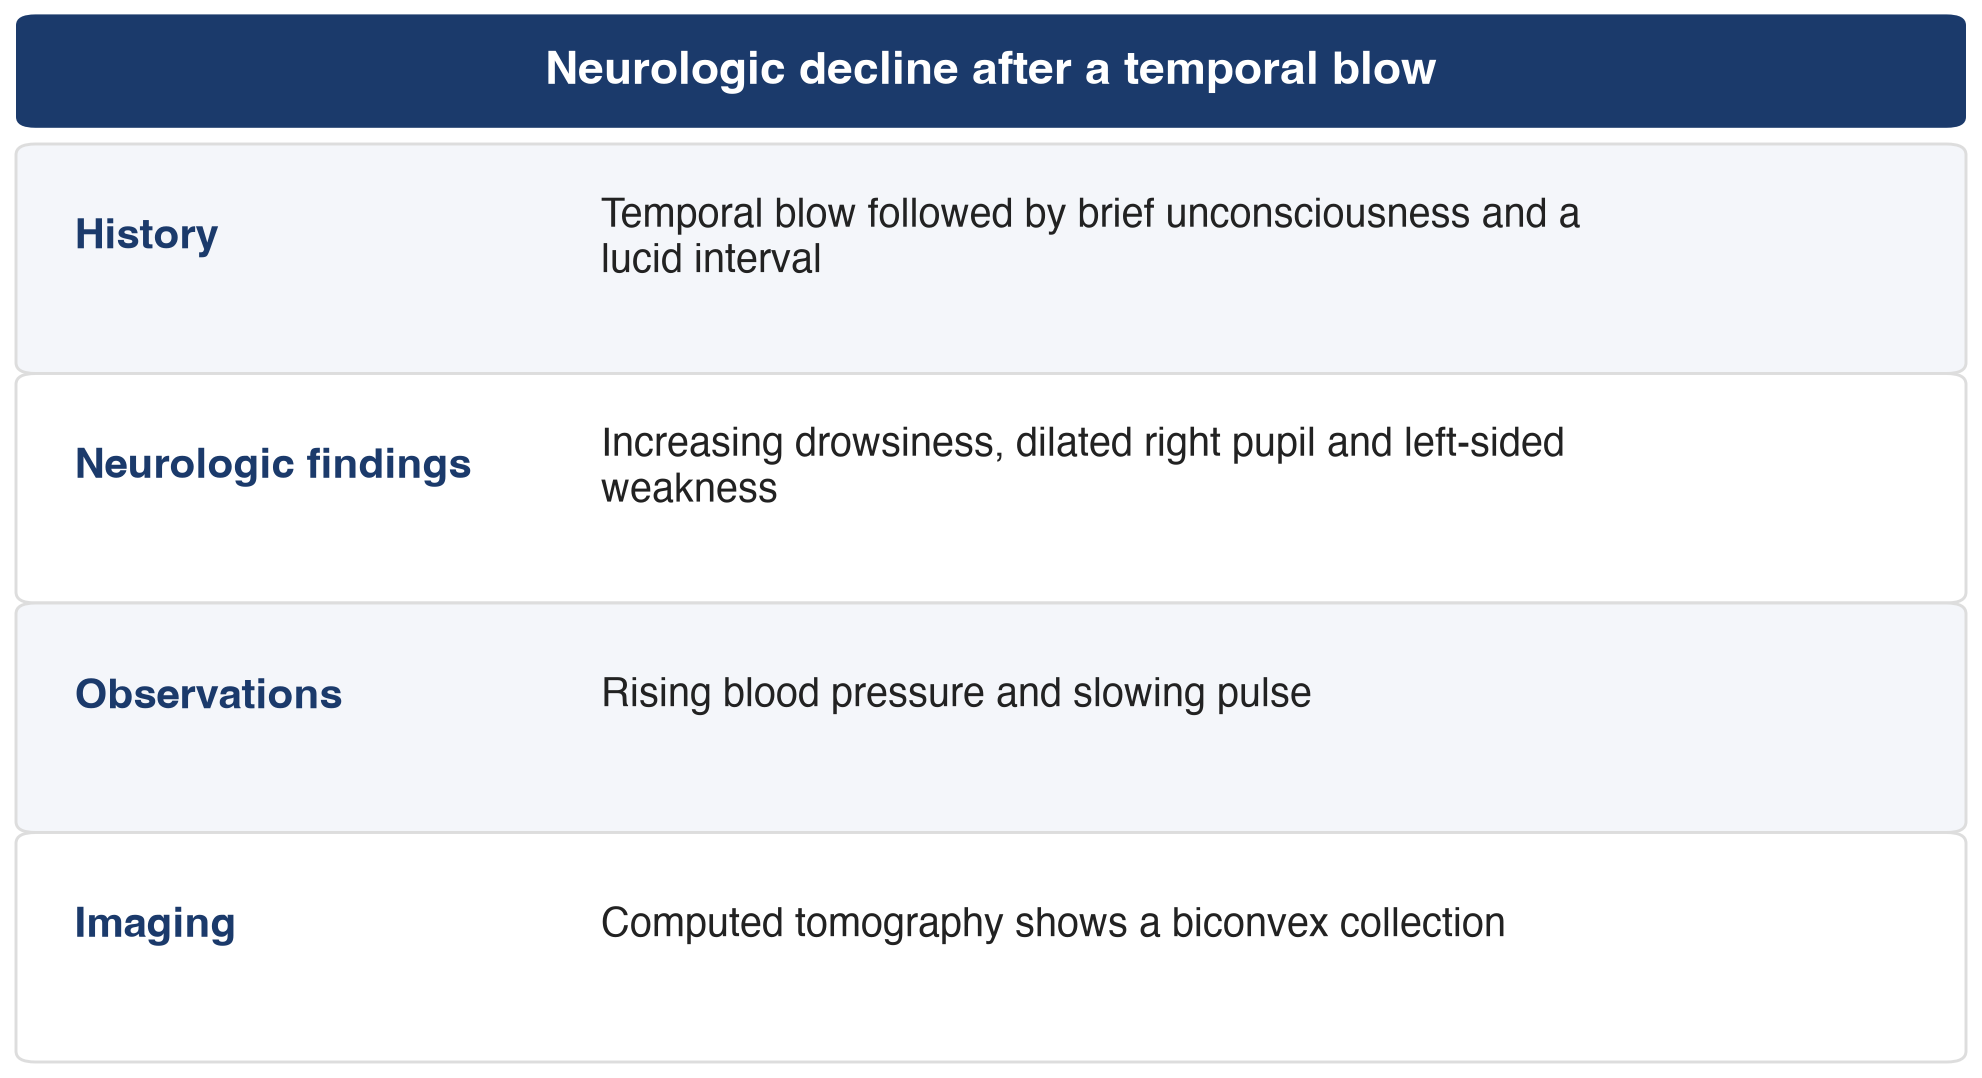 Neurologic decline after a temporal blow
History
Temporal blow followed by brief unconsciousness and a
lucid interval
Neurologic findings
Increasing drowsiness, dilated right pupil and left-sided
weakness
Observations
Rising blood pressure and slowing pulse
Imaging
Computed tomography shows a biconvex collection